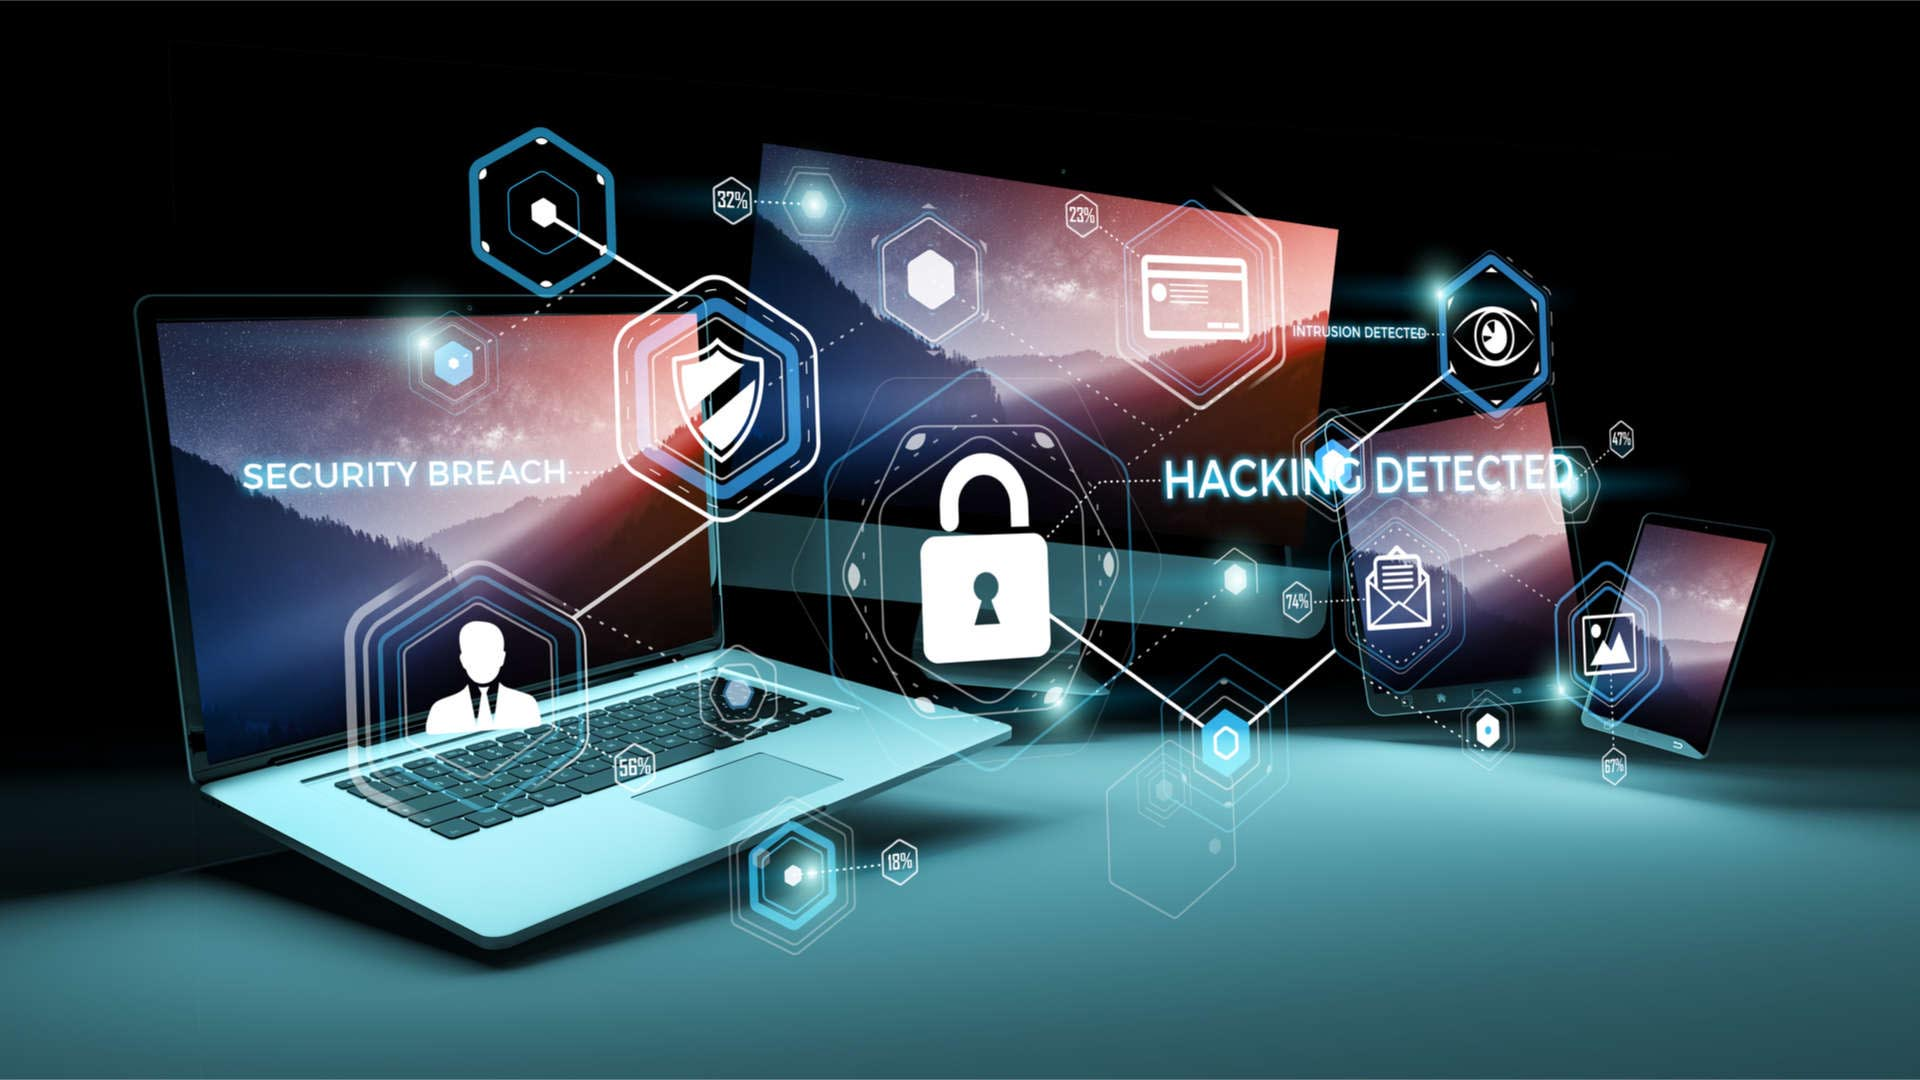 32%
23%
INTRUSION DETECTED
47%
SECURITY BREACH
HACKING DETECTED
74%
56%
67%
18%